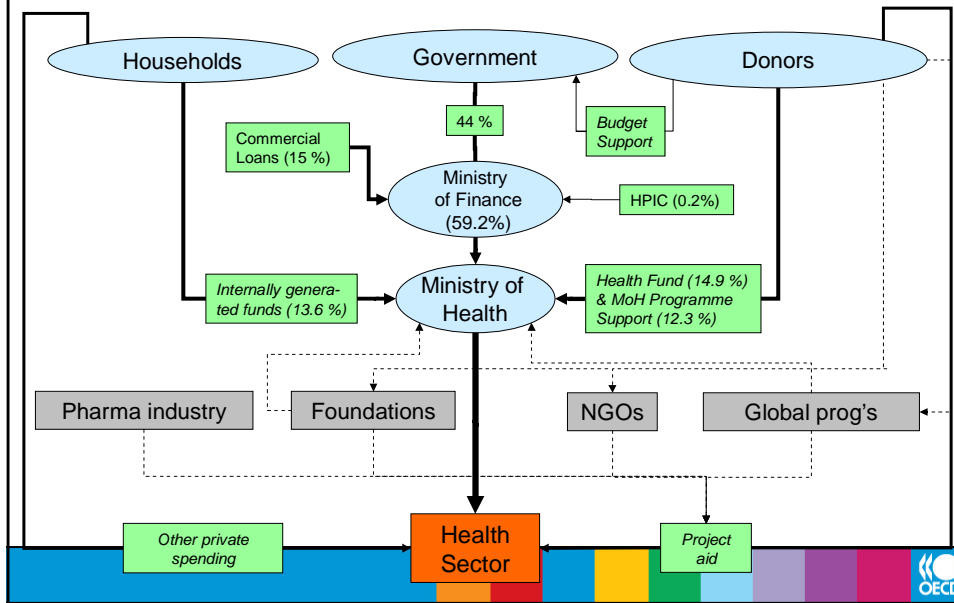 Households
Government
Donors
44 %
Budget
Support
Commercial
Loans (15 %)
Ministry
of Finance
(59.2%)
HPIC (0.2%)
Internally genera-
ted funds (13.6 %)
Ministry of
Health
Health Fund (14.9 %)
& MoH Programme
Support (12.3 %)
Pharma industry
Foundations
NGOs
Global prog's
Other private
spending
Health
Sector
Project
aid
OECD